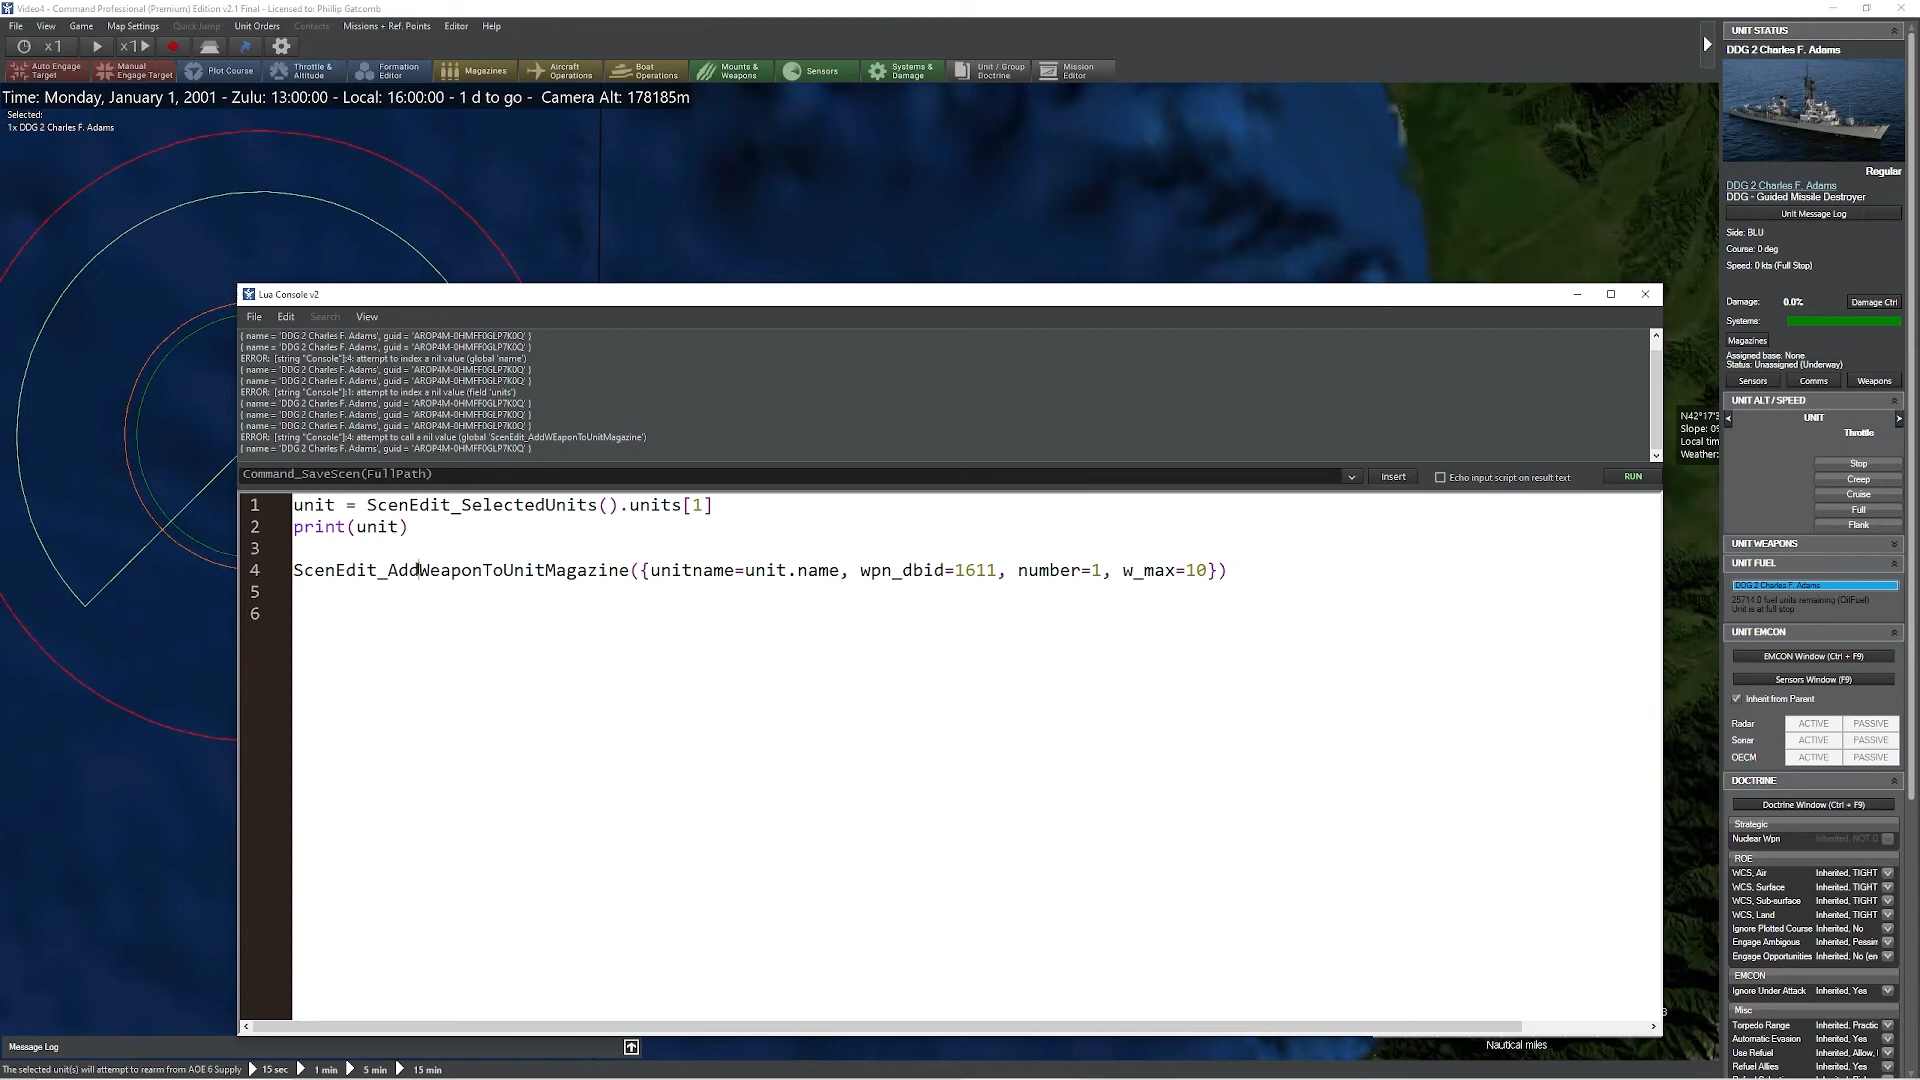 Video4 - Command Professional (Premium) Edition v2.1 Final - Licensed to: Phillip Gatcomb
File View Game Map Settings Quick Jump Unit Orders Contacts Missions + Ref. Points Editor Help
x1 x1
Auto Engage Target
Manual Engage Target
Plot Course
Throttle & Altitude
Formation Editor
Magazines
Aircraft Operations
Boat Operations
Mounts & Weapons
Sensors
Systems & Damage
Unit / Group Doctrine
Mission Editor
Time: Monday, January 1, 2001 - Zulu: 13:00:00 - Local: 16:00:00 - 1 d to go - Camera Alt: 178185m
Selected:
1x DDG 2 Charles F. Adams
Lua Console v2
File Edit Search View
{ name = 'DDG 2 Charles F. Adams', guid = 'AROP4M-0HMFF0GLP7K0Q' }
{ name = 'DDG 2 Charles F. Adams', guid = 'AROP4M-0HMFF0GLP7K0Q' }
ERROR: [string "Console"]:4: attempt to index a nil value (global 'name')
{ name = 'DDG 2 Charles F. Adams', guid = 'AROP4M-0HMFF0GLP7K0Q' }
{ name = 'DDG 2 Charles F. Adams', guid = 'AROP4M-0HMFF0GLP7K0Q' }
ERROR: [string "Console"]:1: attempt to index a nil value (field 'units')
{ name = 'DDG 2 Charles F. Adams', guid = 'AROP4M-0HMFF0GLP7K0Q' }
{ name = 'DDG 2 Charles F. Adams', guid = 'AROP4M-0HMFF0GLP7K0Q' }
{ name = 'DDG 2 Charles F. Adams', guid = 'AROP4M-0HMFF0GLP7K0Q' }
ERROR: [string "Console"]:4: attempt to call a nil value (global 'ScenEdit_AddWEaponToUnitMagazine')
{ name = 'DDG 2 Charles F. Adams', guid = 'AROP4M-0HMFF0GLP7K0Q' }
Command_SaveScen(FullPath)
Insert
Echo input script on result text
RUN
1 unit = ScenEdit_SelectedUnits().units[1]
2 print(unit)
3
4 ScenEdit_AddWeaponToUnitMagazine({unitname=unit.name, wpn_dbid=1611, number=1, w_max=10})
5
6
N42°17'3
Slope: 0°
Local tim
Weather:
Nautical miles
Message Log
The selected unit(s) will attempt to rearm from AOE 6 Supply 15 sec 1 min 5 min 15 min
UNIT STATUS
DDG 2 Charles F. Adams
Regular
DDG 2 Charles F. Adams
DDG - Guided Missile Destroyer
Unit Message Log
Side: BLU
Course: 0 deg
Speed: 0 kts (Full Stop)
Damage: 0.0% Damage Ctrl
Systems:
Magazines
Assigned base: None
Status: Unassigned (Underway)
Sensors Comms Weapons
UNIT ALT / SPEED
< UNIT >
Throttle
Stop
Creep
Cruise
Full
Flank
UNIT WEAPONS
UNIT FUEL
DDG 2 Charles F. Adams
25714.0 fuel units remaining (OilFuel)
Unit is at full stop
UNIT EMCON
EMCON Window (Ctrl + F9)
Sensors Window (F9)
Inherit from Parent
Radar ACTIVE PASSIVE
Sonar ACTIVE PASSIVE
OECM ACTIVE PASSIVE
DOCTRINE
Doctrine Window (Ctrl + F9)
Strategic
Nuclear Wpn Inherited, NOT G
ROE
WCS, Air Inherited, TIGHT
WCS, Surface Inherited, TIGHT
WCS, Sub-surface Inherited, TIGHT
WCS, Land Inherited, TIGHT
Ignore Plotted Course Inherited, No
Engage Ambiguous Inherited, Pessim
Engage Opportunities Inherited, No (en
EMCON
Ignore Under Attack Inherited, Yes
Misc
Torpedo Range Inherited, Practic
Automatic Evasion Inherited, Yes
Use Refuel Inherited, Allow,
Refuel Allies Inherited, Yes